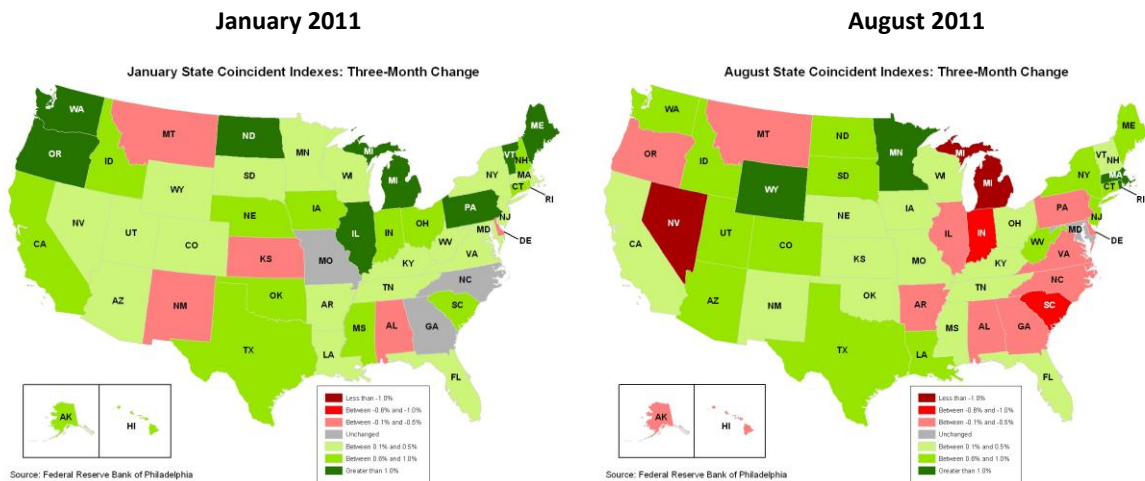 January 2011
January State Coincident Indexes: Three-Month Change
WA
MT
ND
ME
OR
ID
MN
MI
VT
NH
SD
WI
NY
MA
WY
MI
CT
RI
IA
PA
NE
NJ
NV
IL
IN
OH
MD
DE
UT
CO
WV
CA
KS
MO
KY
VA
NC
TN
AZ
NM
OK
AR
SC
MS
AL
GA
TX
LA
FL
AK
HI
Less than -1.0%
Between -0.6% and -1.0%
Between -0.1% and -0.5%
Unchanged
Between 0.1% and 0.5%
Between 0.6% and 1.0%
Greater than 1.0%
Source: Federal Reserve Bank of Philadelphia
August 2011
August State Coincident Indexes: Three-Month Change
WA
MT
ND
ME
OR
ID
MN
MI
VT
NH
SD
WI
NY
MA
WY
MI
CT
RI
IA
PA
NE
NJ
NV
IL
IN
OH
MD
DE
UT
CO
WV
CA
KS
MO
KY
VA
NC
TN
AZ
NM
OK
AR
SC
MS
AL
GA
TX
LA
FL
AK
HI
Less than -1.0%
Between -0.6% and -1.0%
Between -0.1% and -0.5%
Unchanged
Between 0.1% and 0.5%
Between 0.6% and 1.0%
Greater than 1.0%
Source: Federal Reserve Bank of Philadelphia